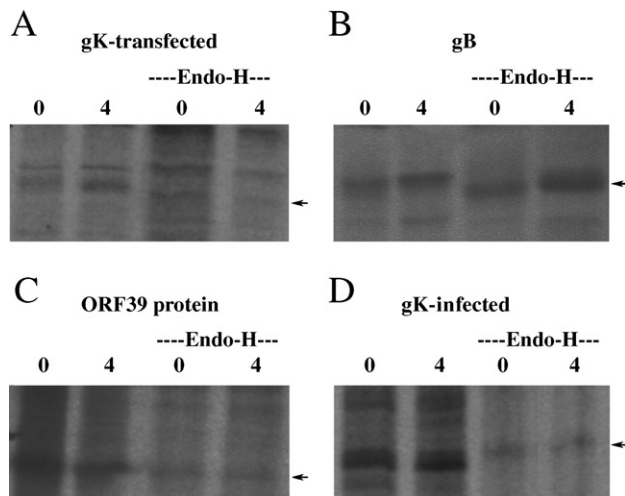 A
gK-transfected
----Endo-H---
0 4 0 4
B
gB
----Endo-H---
0 4 0 4
C
ORF39 protein
----Endo-H---
0 4 0 4
D
gK-infected
----Endo-H---
0 4 0 4